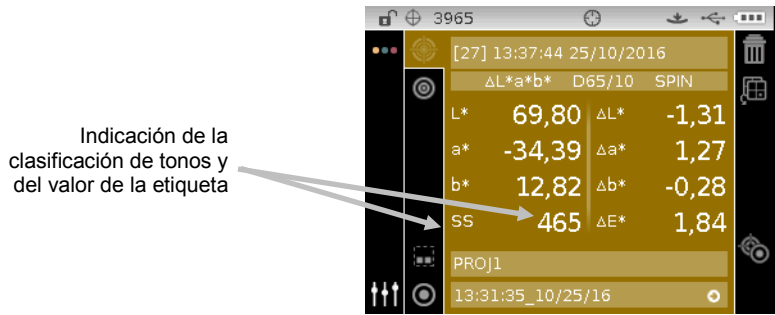 3965
[27] 13:37:44 25/10/2016
ΔL*a*b* D65/10 SPIN
L* 69,80 ΔL* -1,31
a* -34,39 Δa* 1,27
b* 12,82 Δb* -0,28
SS 465 ΔE* 1,84
PROJ1
13:31:35_10/25/16
Indicación de la
clasificación de tonos y
del valor de la etiqueta